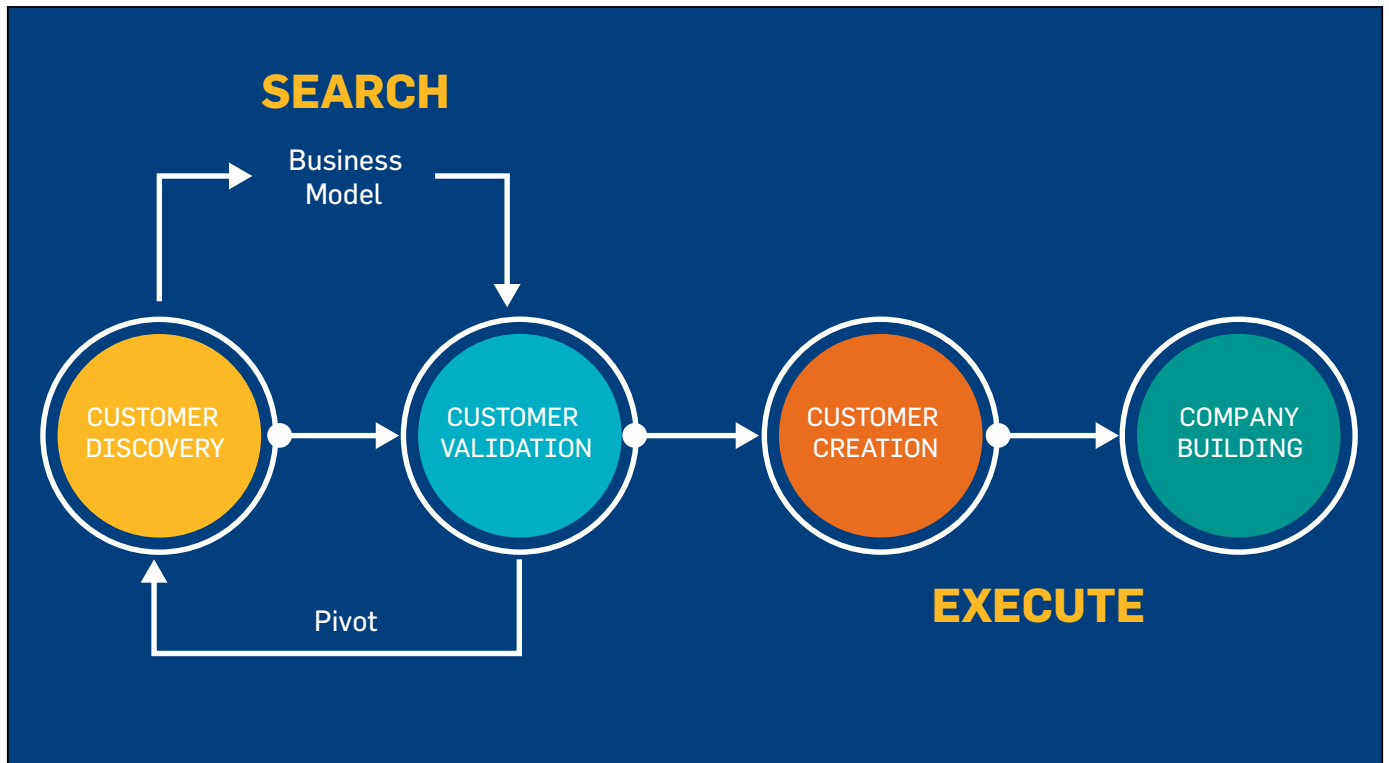 SEARCH
Business
Model
CUSTOMER
DISCOVERY
CUSTOMER
VALIDATION
CUSTOMER
CREATION
COMPANY
BUILDING
Pivot
EXECUTE